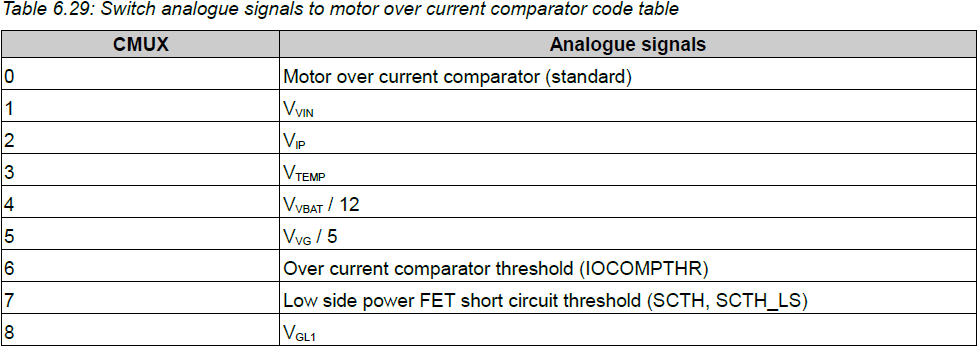 Table 6.29: Switch analogue signals to motor over current comparator code table
CMUX Analogue signals
0 Motor over current comparator (standard)
1 VVIN
2 VIP
3 VTEMP
4 VVBAT / 12
5 VVG / 5
6 Over current comparator threshold (IOCOMPTHR)
7 Low side power FET short circuit threshold (SCTH, SCTH_LS)
8 VGL1